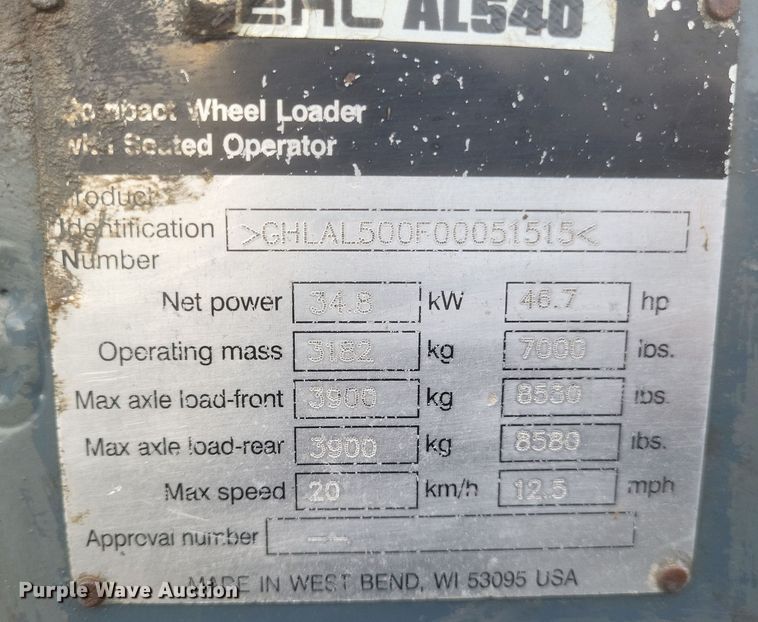 AL540
Compact Wheel Loader
with Seated Operator
Product
Identification >GHLAL500F00051515<
Number
Net power 34.8 kW 46.7 hp
Operating mass 3182 kg 7000 lbs.
Max axle load-front 3900 kg 8530 lbs.
Max axle load-rear 3900 kg 8580 lbs.
Max speed 20 km/h 12.5 mph
Approval number ——
MADE IN WEST BEND, WI 53095 USA
Purple Wave Auction